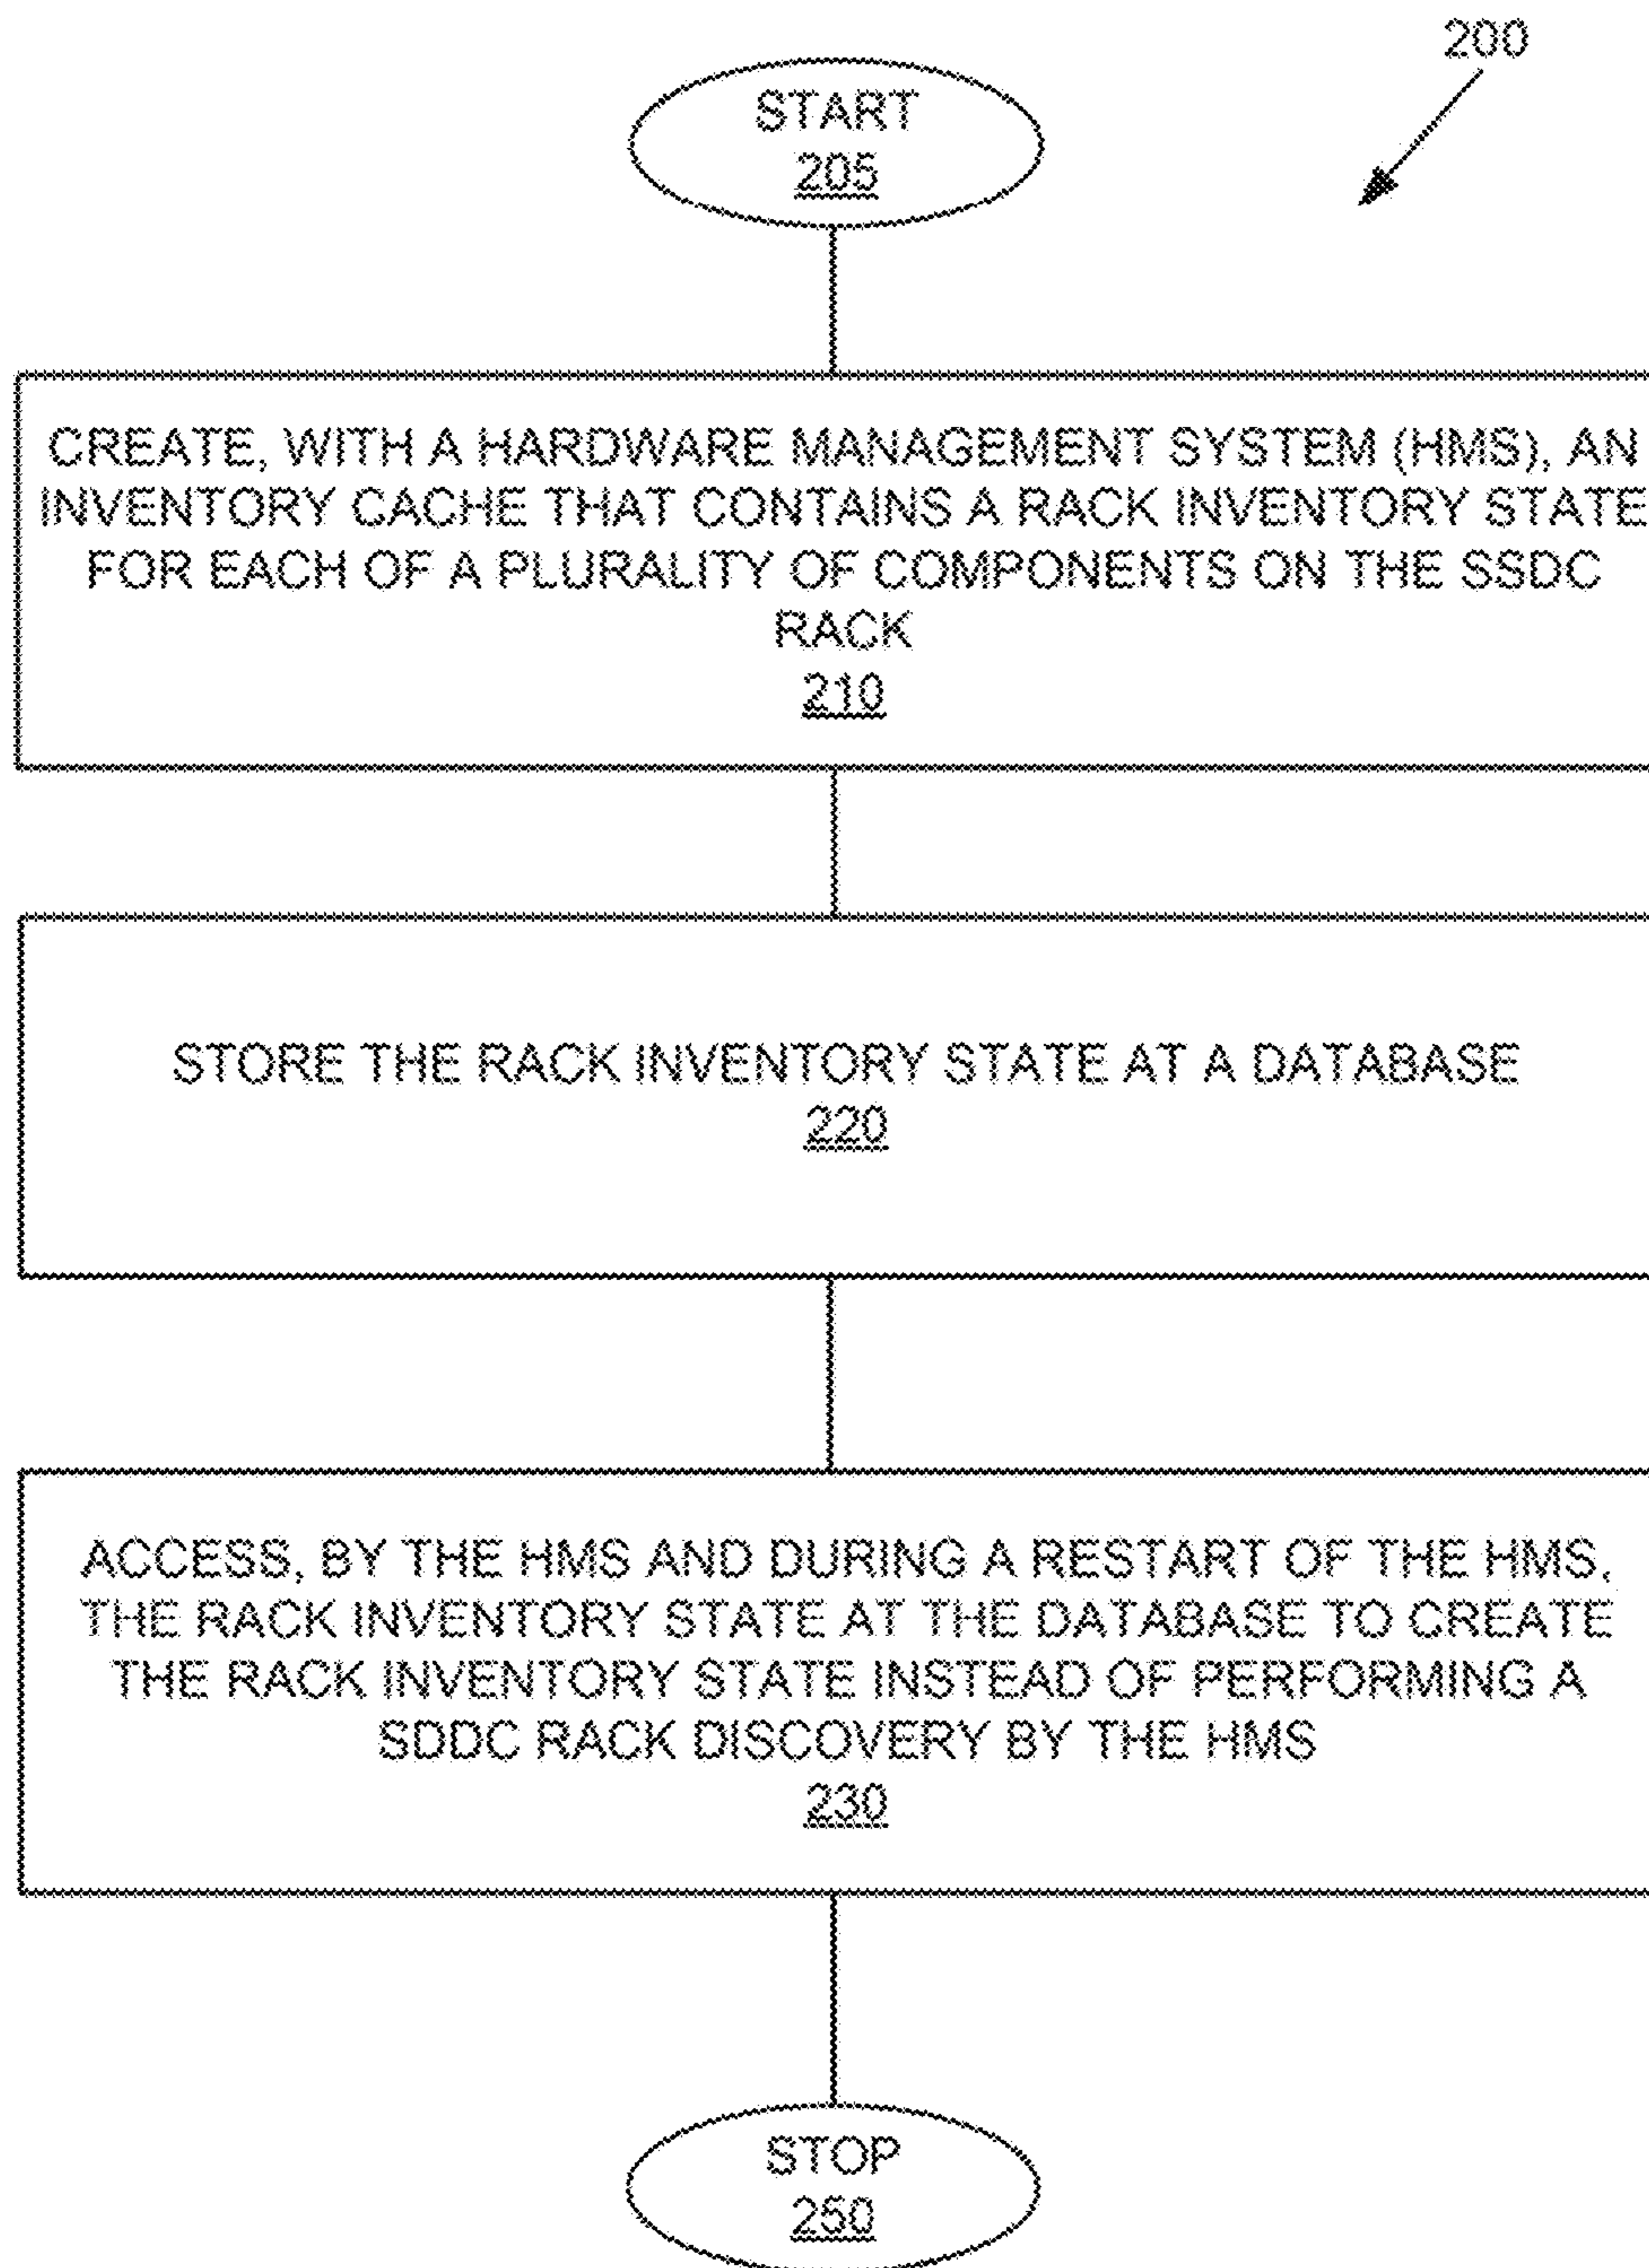 200
START
205
CREATE, WITH A HARDWARE MANAGEMENT SYSTEM (HMS), AN
INVENTORY CACHE THAT CONTAINS A RACK INVENTORY STATE
FOR EACH OF A PLURALITY OF COMPONENTS ON THE SSDC
RACK
210
STORE THE RACK INVENTORY STATE AT A DATABASE
220
ACCESS, BY THE HMS AND DURING A RESTART OF THE HMS,
THE RACK INVENTORY STATE AT THE DATABASE TO CREATE
THE RACK INVENTORY STATE INSTEAD OF PERFORMING A
SDDC RACK DISCOVERY BY THE HMS
230
STOP
250